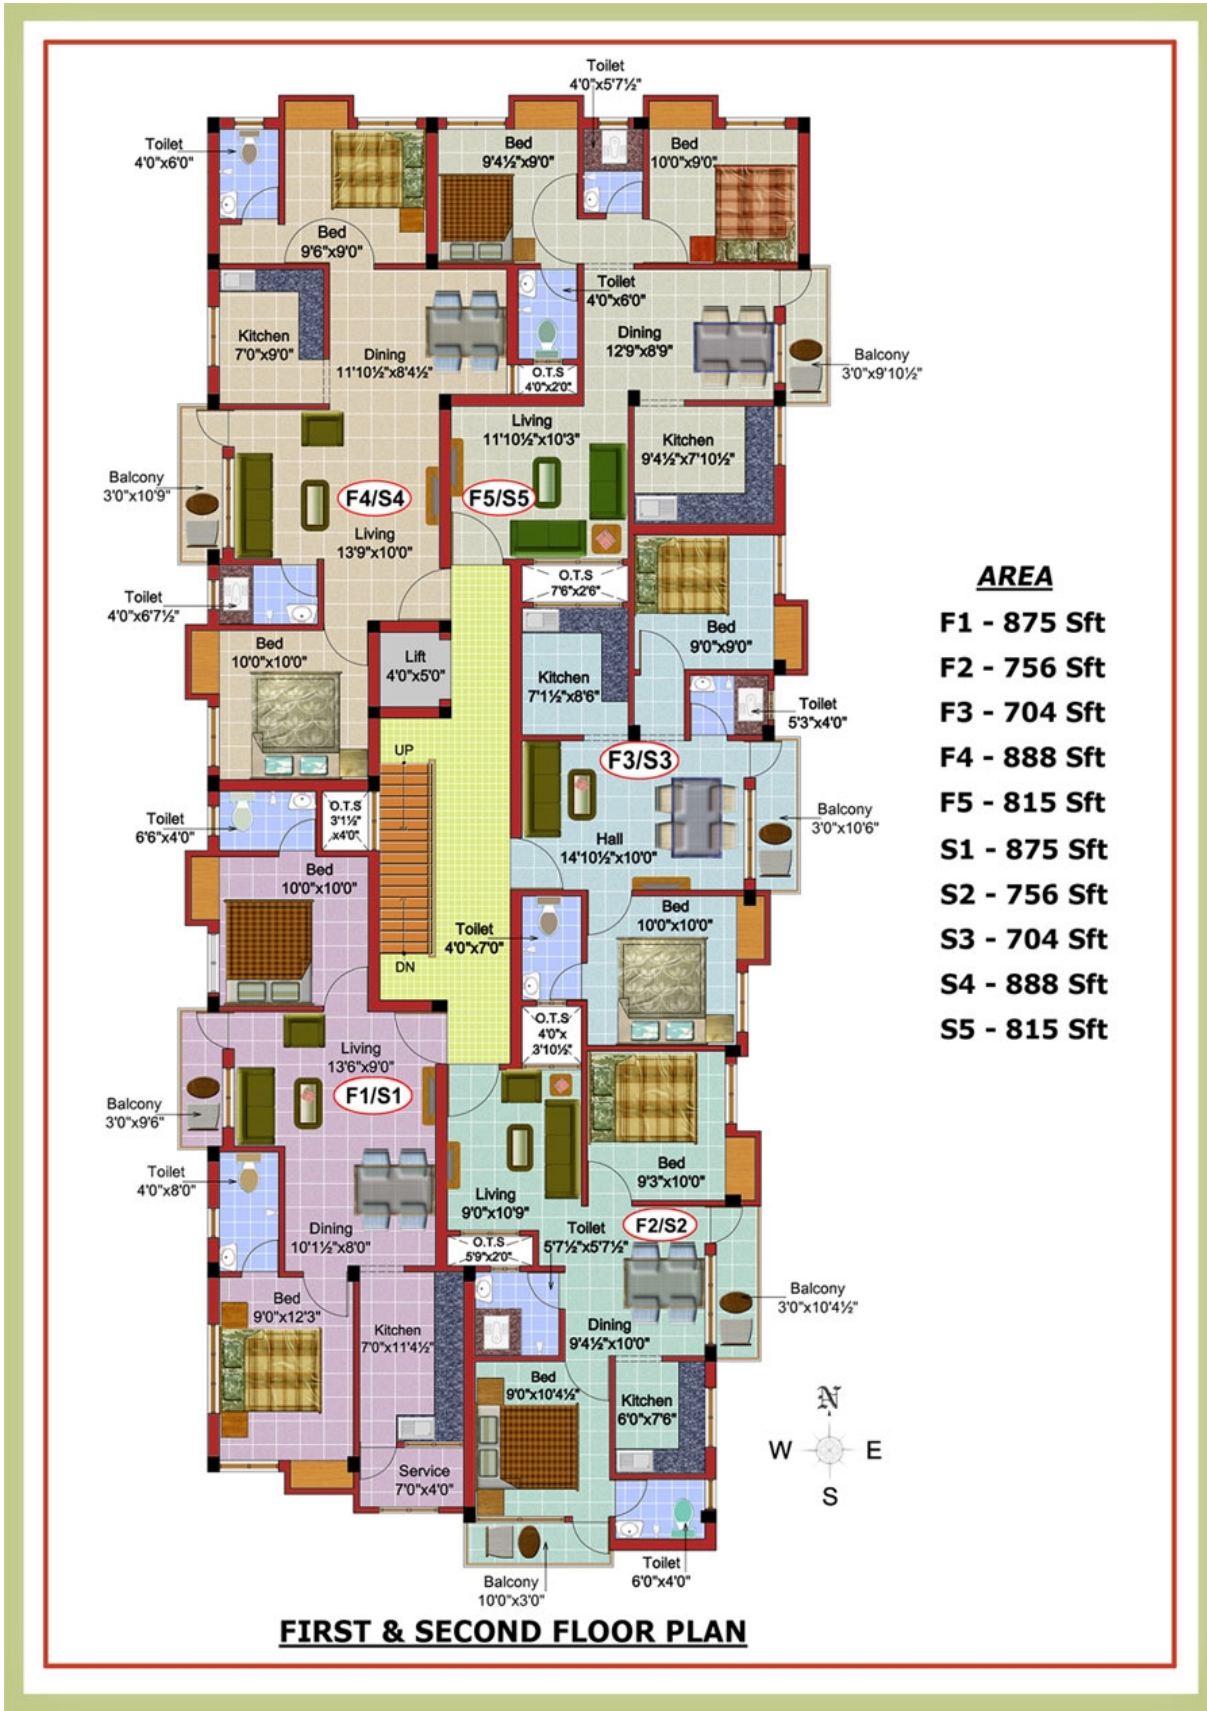 Toilet
4'0"x5'7½"
Toilet
4'0"x6'0"
Bed
9'4½"x9'0"
Bed
10'0"x9'0"
Bed
9'6"x9'0"
Toilet
4'0"x6'0"
Kitchen
7'0"x9'0"
Dining
11'10½"x8'4½"
Dining
12'9"x8'9"
O.T.S
4'0"x2'0"
Balcony
3'0"x9'10½"
Living
11'10½"x10'3"
Kitchen
9'4½"x7'10½"
Balcony
3'0"x10'9"
F4/S4
F5/S5
Living
13'9"x10'0"
O.T.S
7'6"x2'6"
Toilet
4'0"x6'7½"
Bed
10'0"x10'0"
Lift
4'0"x5'0"
Bed
9'0"x9'0"
Kitchen
7'1½"x8'6"
Toilet
5'3"x4'0"
UP
F3/S3
O.T.S
3'1½"
x4'0"
Toilet
6'6"x4'0"
Balcony
3'0"x10'6"
Hall
14'10½"x10'0"
Bed
10'0"x10'0"
Bed
10'0"x10'0"
Toilet
4'0"x7'0"
DN
O.T.S
4'0"x
3'10½"
Living
13'6"x9'0"
F1/S1
Balcony
3'0"x9'6"
Bed
9'3"x10'0"
Toilet
4'0"x8'0"
Living
9'0"x10'9"
Toilet
5'7½"x5'7½"
F2/S2
Dining
10'1½"x8'0"
O.T.S
5'9"x2'0"
Bed
9'0"x12'3"
Balcony
3'0"x10'4½"
Kitchen
7'0"x11'4½"
Dining
9'4½"x10'0"
Bed
9'0"x10'4½"
Kitchen
6'0"x7'6"
Service
7'0"x4'0"
Toilet
6'0"x4'0"
Balcony
10'0"x3'0"
AREA
F1 - 875 Sft
F2 - 756 Sft
F3 - 704 Sft
F4 - 888 Sft
F5 - 815 Sft
S1 - 875 Sft
S2 - 756 Sft
S3 - 704 Sft
S4 - 888 Sft
S5 - 815 Sft
N
W E
S
FIRST & SECOND FLOOR PLAN